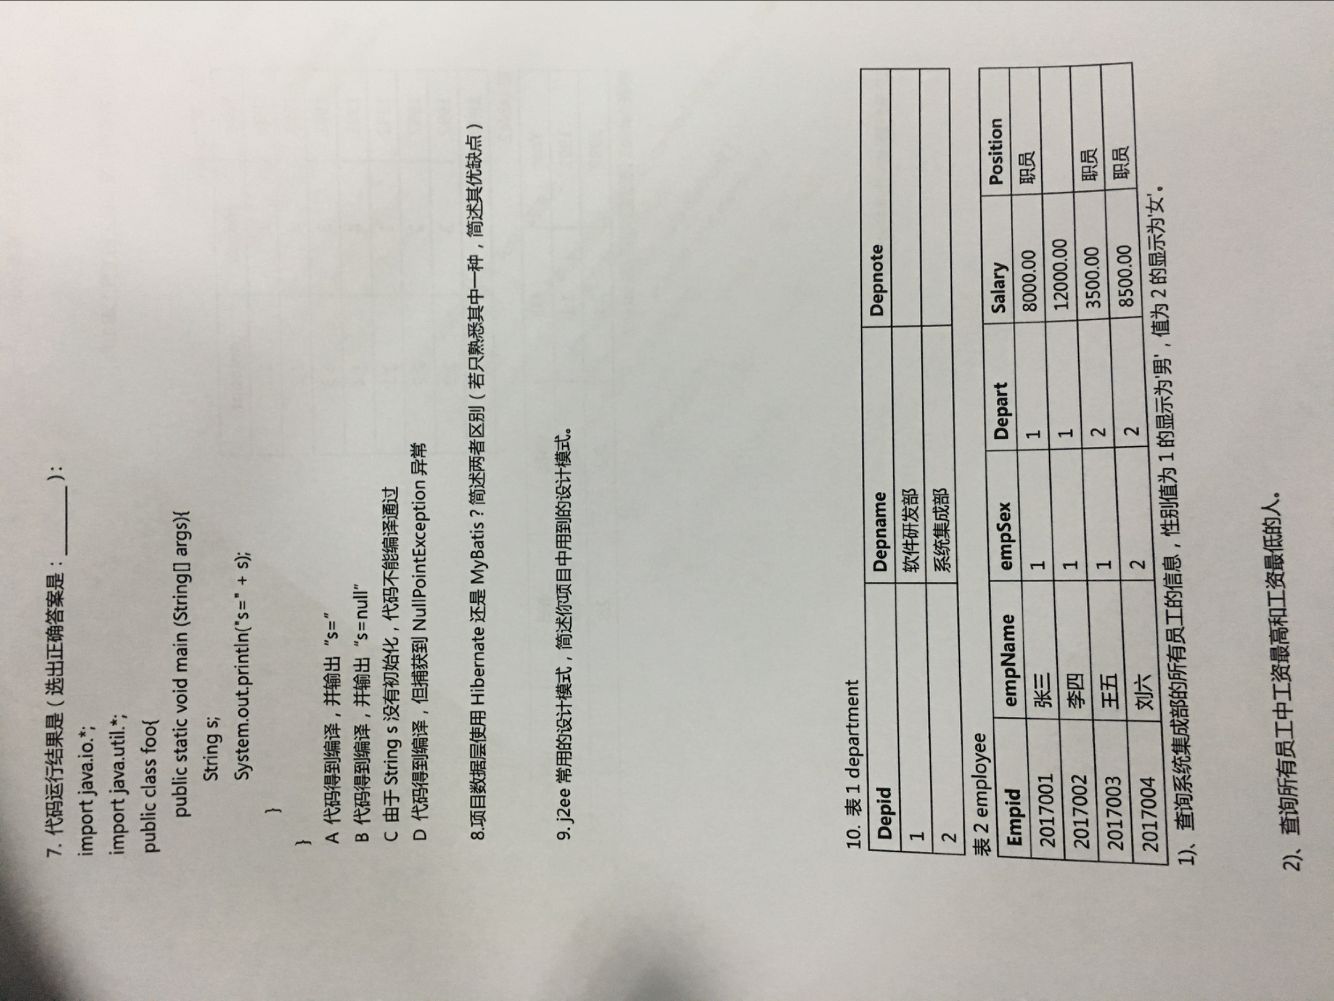 7. 代码运行结果是（选出正确答案是：_______ ）：
import java.io.*;
import java.util.*;
public class foo{
public static void main (String[] args){
String s;
System.out.println("s=" + s);
}
}
A 代码得到编译，并输出“s=”
B 代码得到编译，并输出“s=null”
C 由于 String s 没有初始化，代码不能编译通过
D 代码得到编译，但捕获到 NullPointException 异常
8.项目数据层使用 Hibernate 还是 MyBatis？简述两者区别（若只熟悉其中一种，简述其优缺点）
9. j2ee 常用的设计模式，简述你项目中用到的设计模式。
10. 表 1 department
Depid Depname Depnote
1 软件研发部
2 系统集成部
表 2 employee
Empid empName empSex Depart Salary Position
2017001 张三 1 1 8000.00 职员
2017002 李四 1 1 12000.00
2017003 王五 1 2 3500.00 职员
2017004 刘六 2 2 8500.00 职员
1)、查询系统集成部的所有员工的信息，性别值为 1 的显示为'男'，值为 2 的显示为'女'。
2)、查询所有员工中工资最高和工资最低的人。